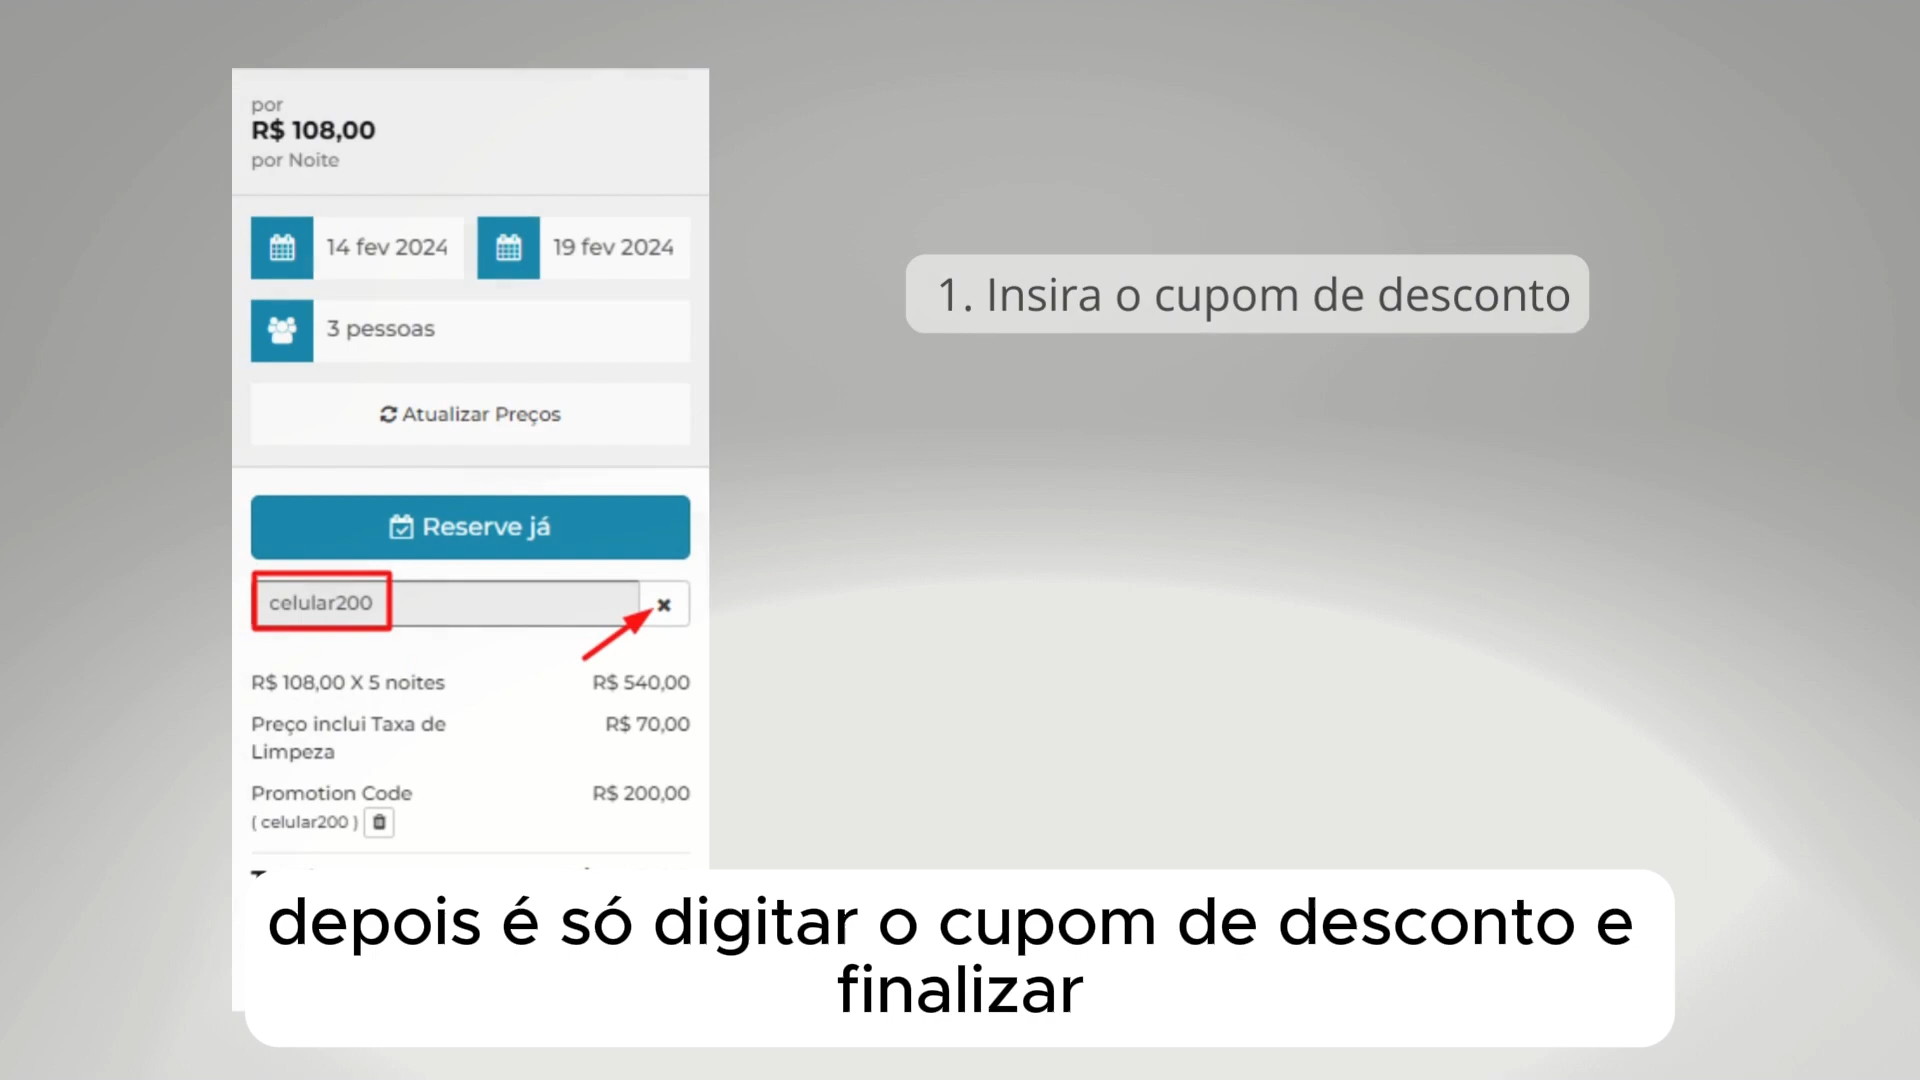 por
R$ 108,00
por Noite
14 fev 2024
19 fev 2024
3 pessoas
Atualizar Preços
Reserve já
celular200
R$ 108,00 X 5 noites R$ 540,00
Preço inclui Taxa de R$ 70,00
Limpeza
Promotion Code R$ 200,00
( celular200 )
1. Insira o cupom de desconto
depois é só digitar o cupom de desconto e
finalizar